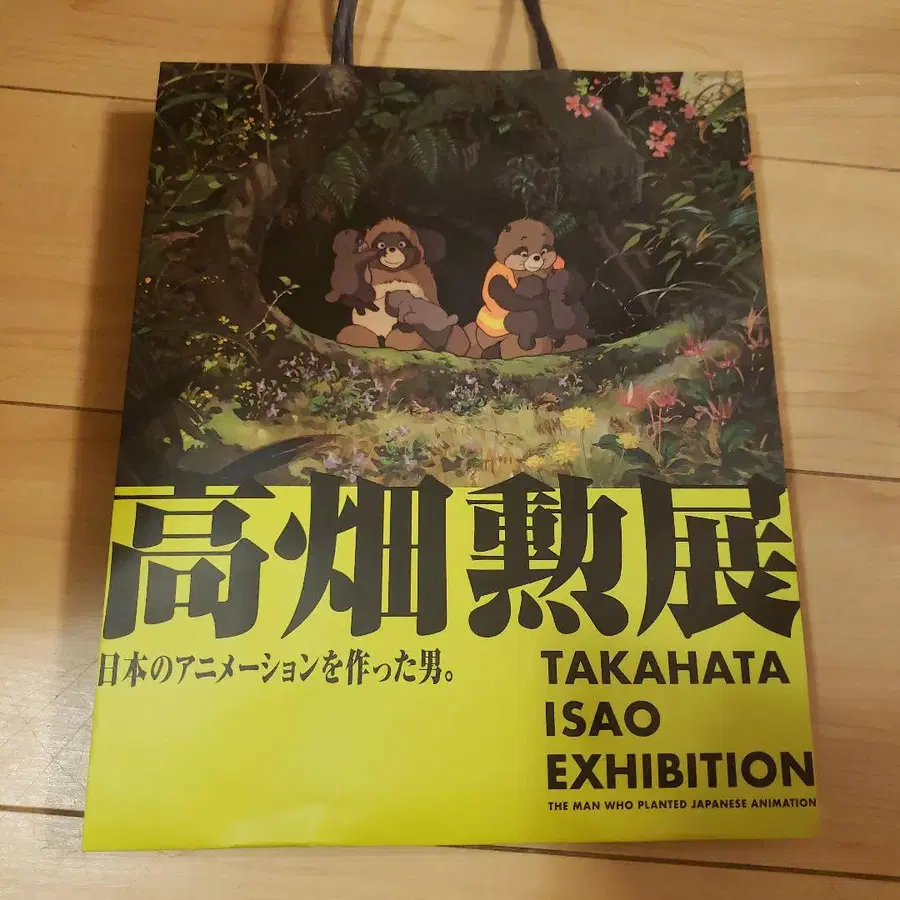 高畑勲展
日本のアニメーションを作った男。
TAKAHATA
ISAO
EXHIBITION
THE MAN WHO PLANTED JAPANESE ANIMATION